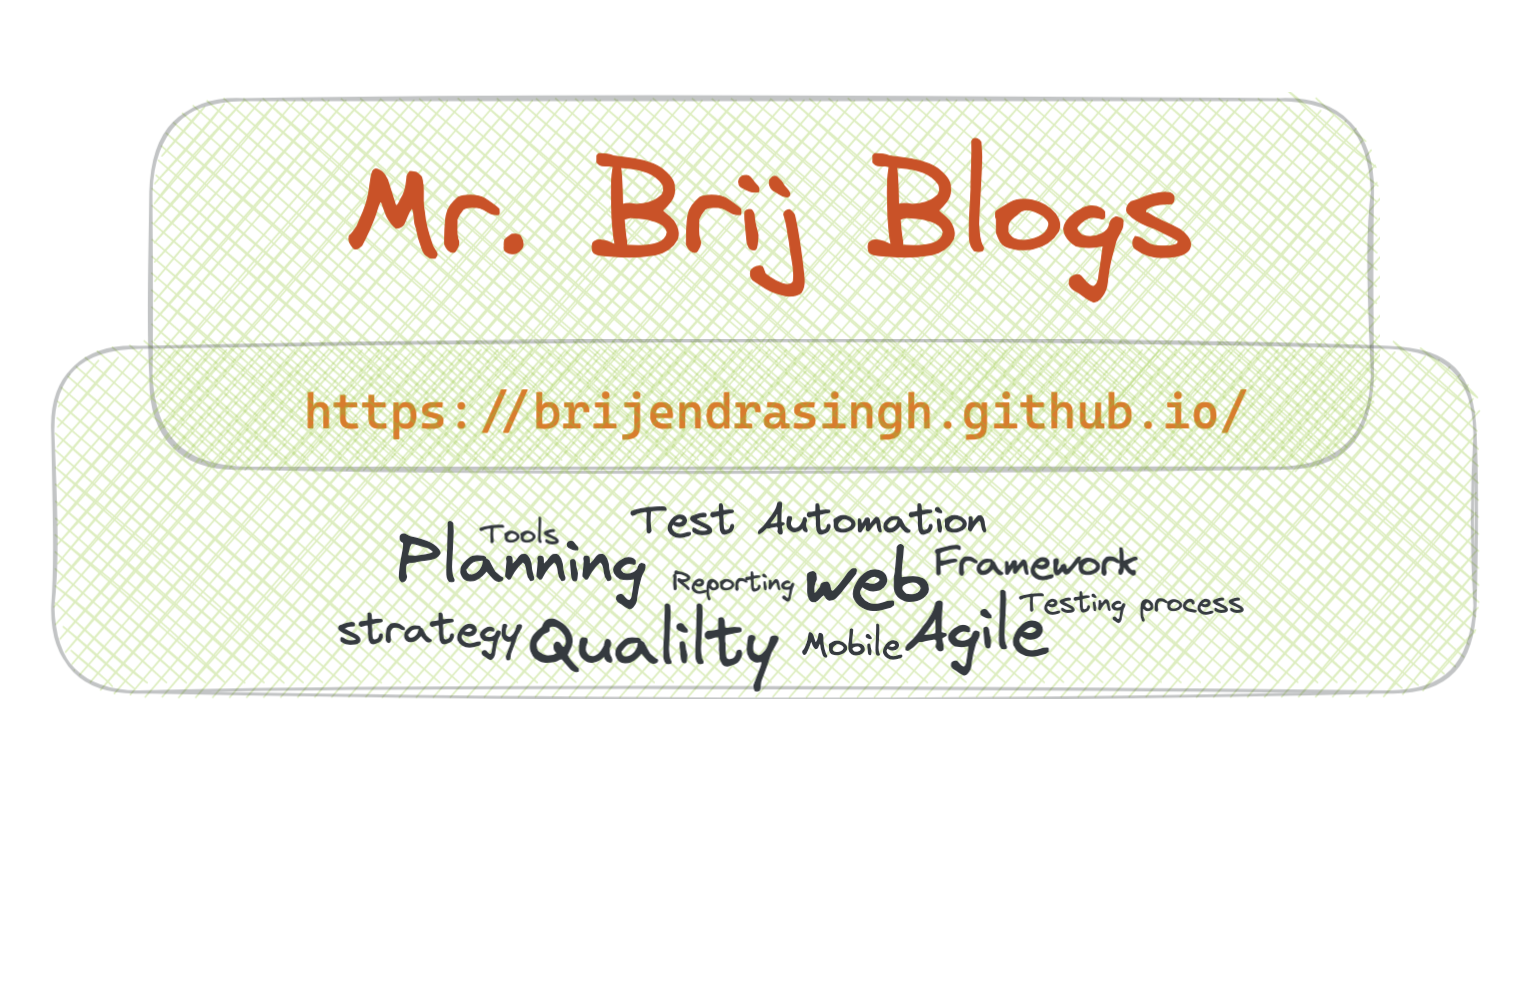 Mr. Brij Blogs
https://brijendrasingh.github.io/
Tools
Test Automation
Planning
Reporting
web
Framework
Testing process
strategy
Qualilty
Mobile
Agile